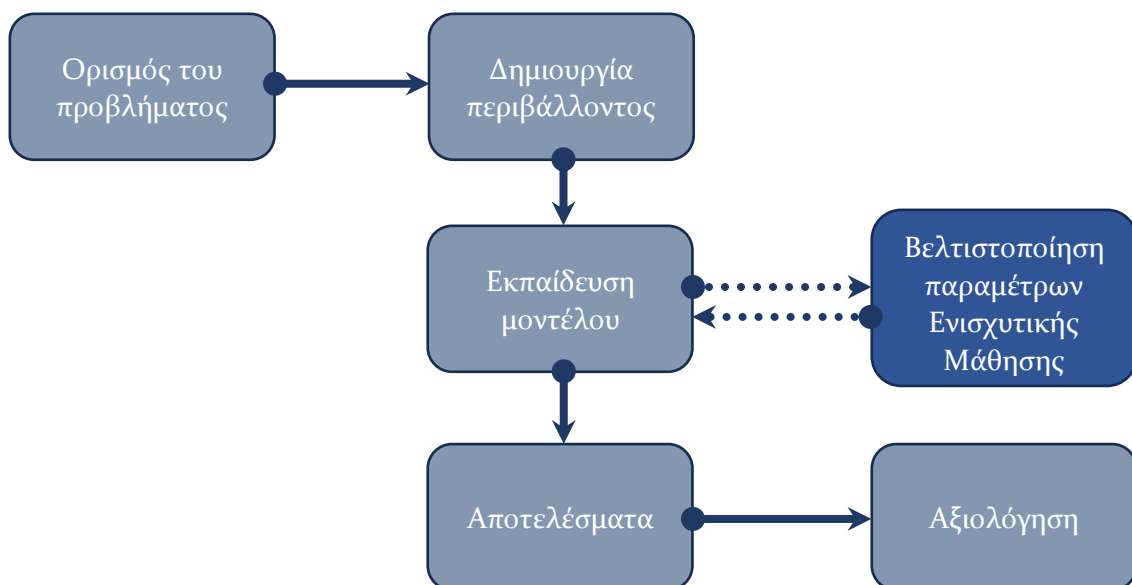 Ορισμός του
προβλήματος
Δημιουργία
περιβάλλοντος
Εκπαίδευση
μοντέλου
Βελτιστοποίηση
παραμέτρων
Ενισχυτικής
Μάθησης
Αποτελέσματα
Αξιολόγηση